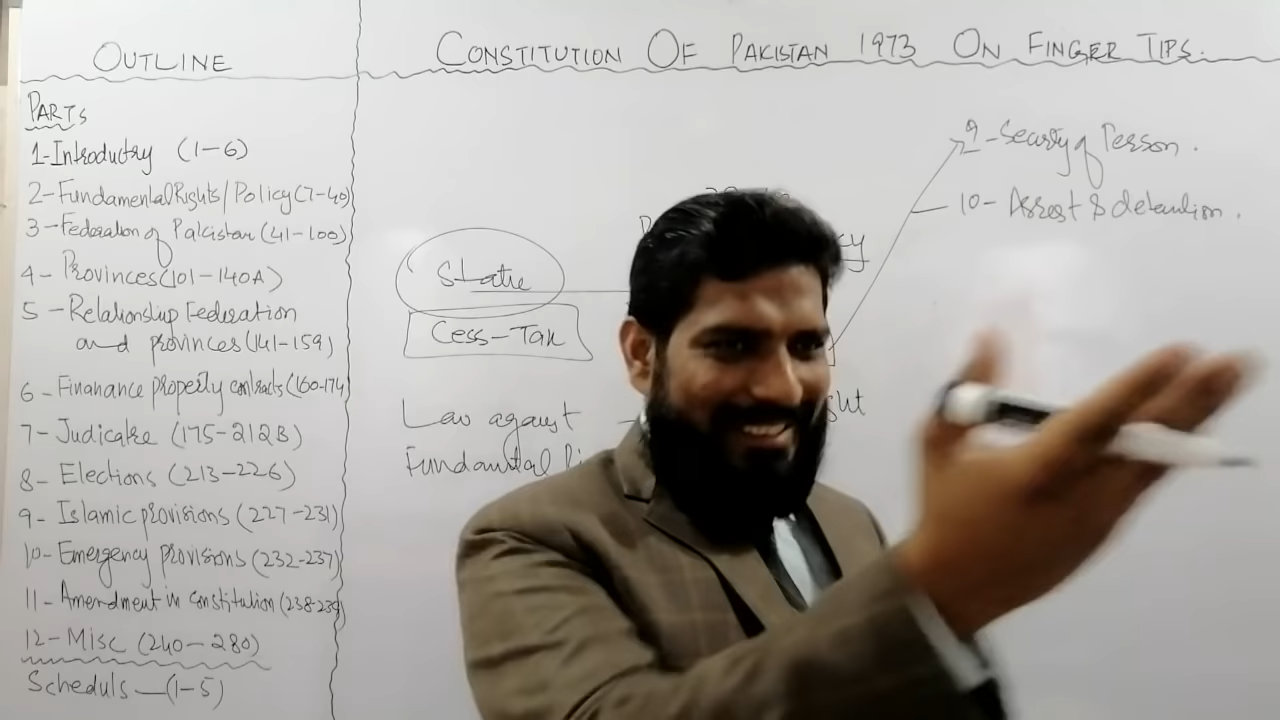 OUTLINE
CONSTITUTION OF PAKISTAN 1973 ON FINGER TIPS.
PARTS
1-Introductry (1-6)
2-Fundamental Rights/Policy (7-40)
3-Federation of Pakistan (41-100)
4-Provinces (101-140A)
5-Relationship Federation
and provinces (141-159)
6-Finanance property contracts (160-174
7-Judicake (175-212B)
8-Elections (213-226)
9-Islamic provisions (227-231)
10-Emergency provisions (232-237)
11-Amendment in constitution (238-239)
12-Misc (240-280)
Scheduls-(1-5)
State
Cess-Tax
Law against
Fundamental
9-Security of Person.
10-Arrest & detention.